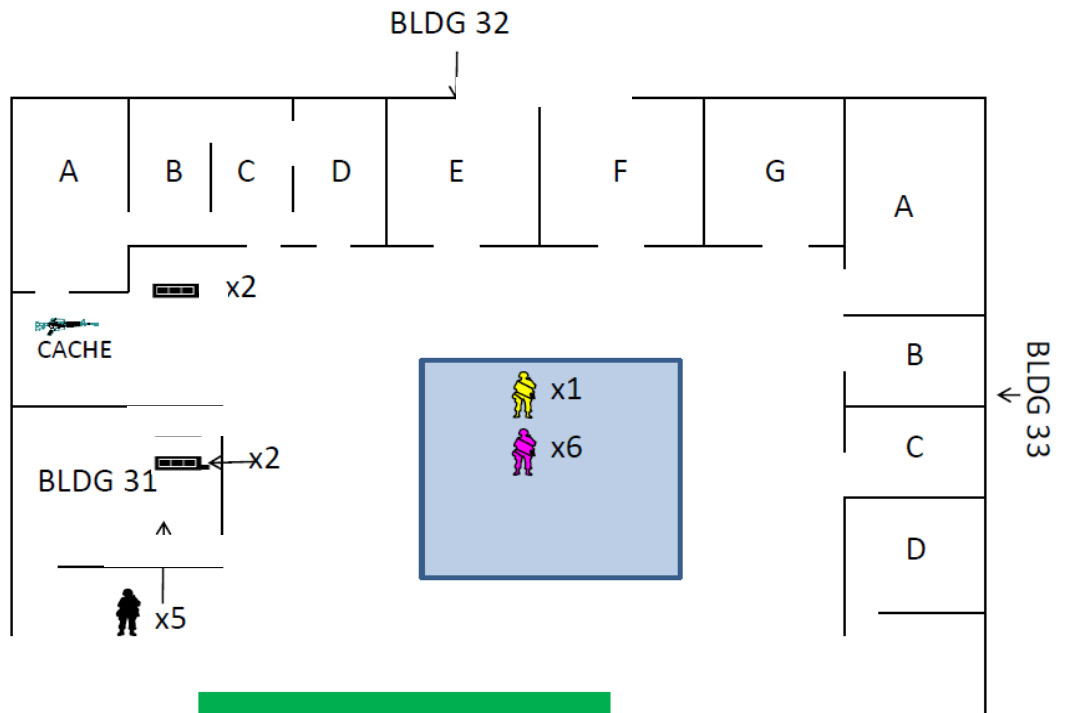 BLDG 32
A B C D E F G A
x2
CACHE
x1
B
BLDG 33
x6
C
x2
BLDG 31
D
x5